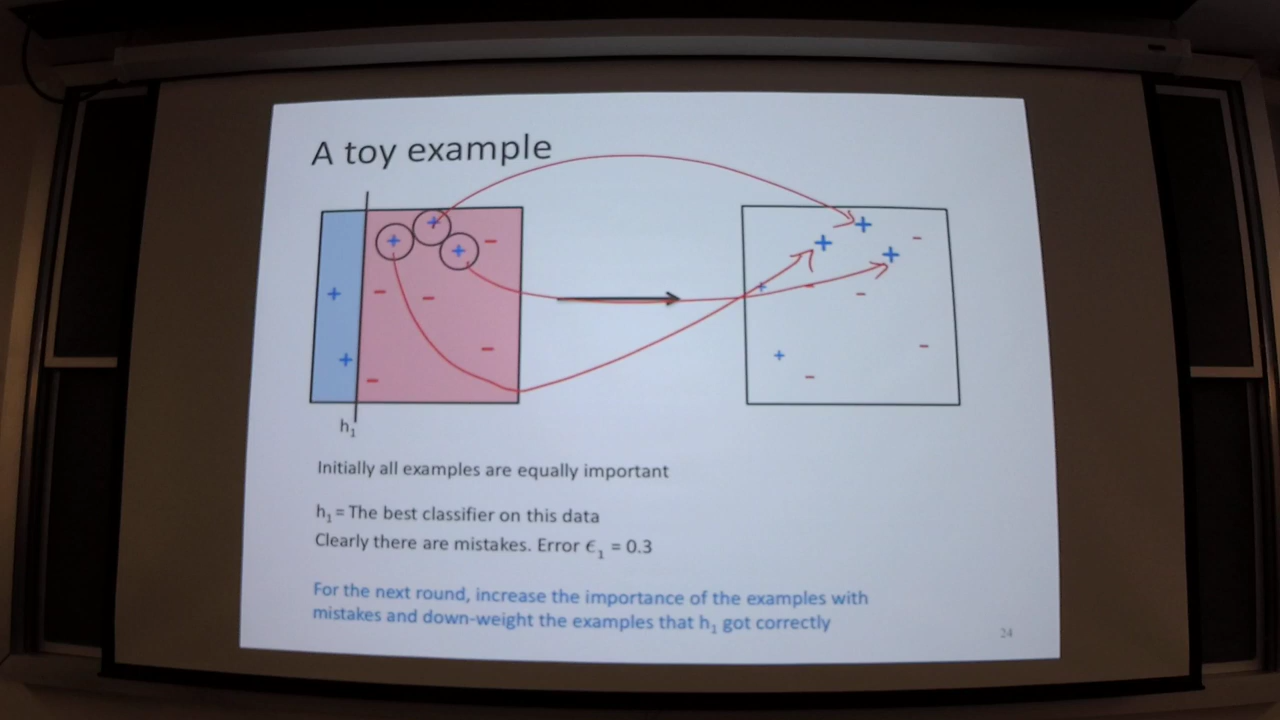 A toy example
h₁
Initially all examples are equally important
h₁ = The best classifier on this data
Clearly there are mistakes. Error ϵ₁ = 0.3
For the next round, increase the importance of the examples with
mistakes and down-weight the examples that h₁ got correctly
24